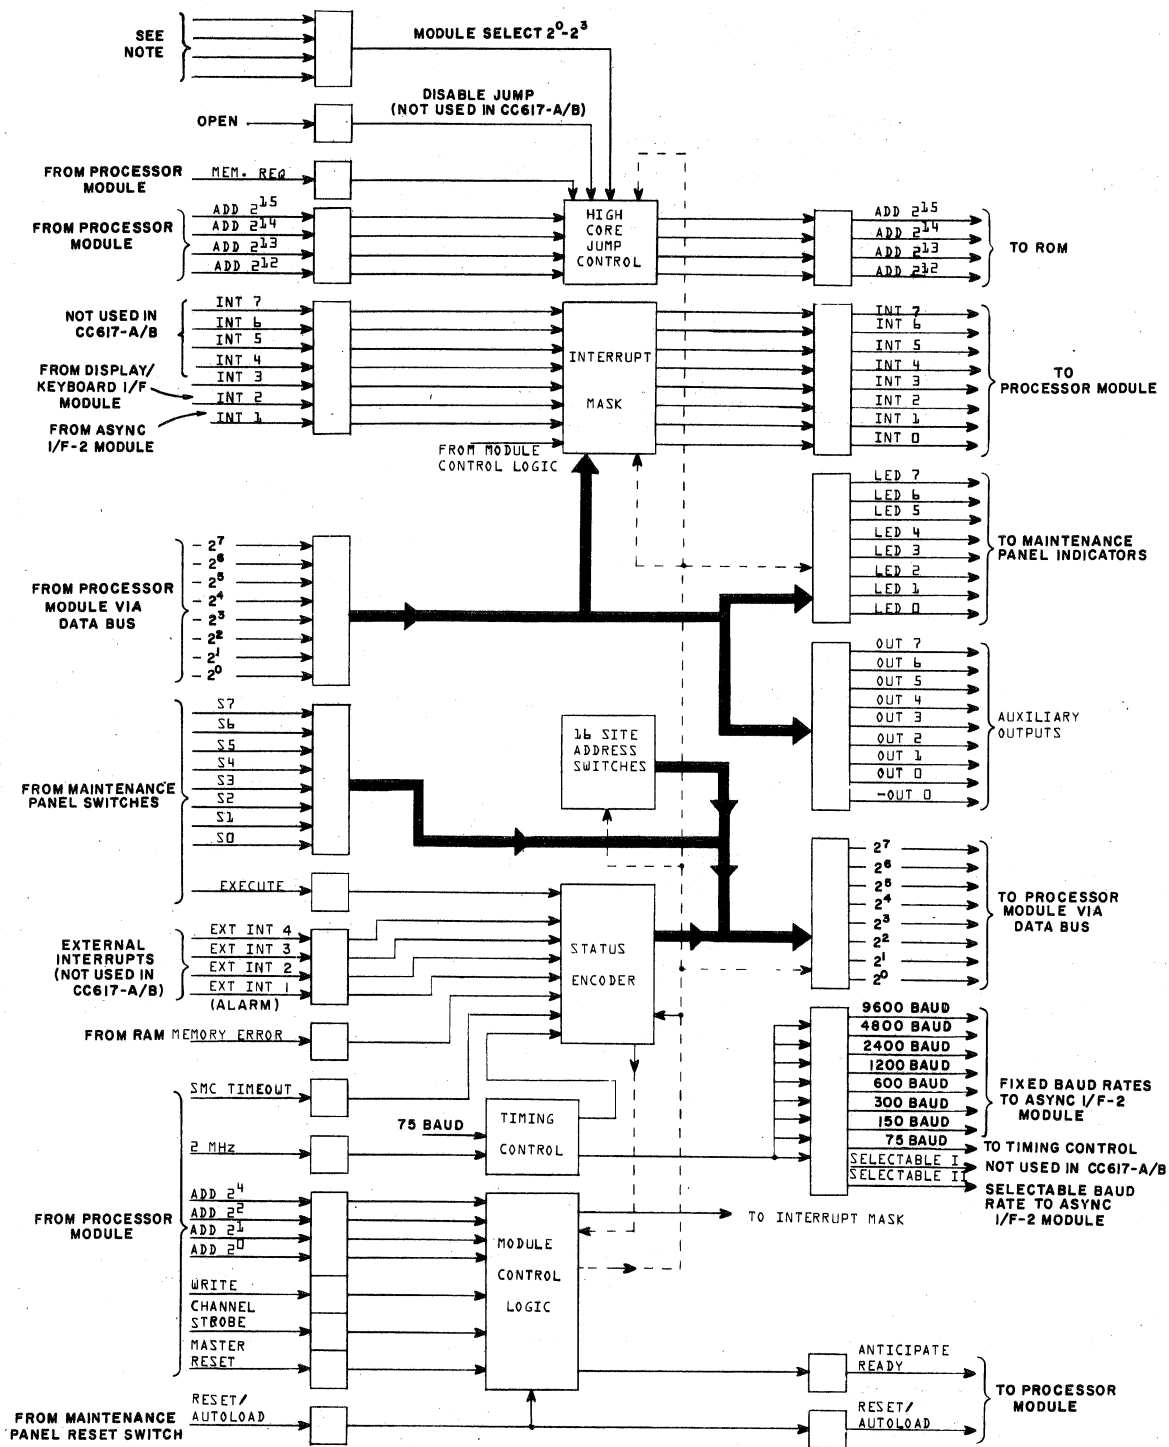 SEE
NOTE
MODULE SELECT 2⁰-2³
DISABLE JUMP
(NOT USED IN CC617-A/B)
OPEN
FROM PROCESSOR
MODULE
MEM. REQ
FROM PROCESSOR
MODULE
ADD 2¹⁵
ADD 2¹⁴
ADD 2¹³
ADD 2¹²
HIGH
CORE
JUMP
CONTROL
ADD 2¹⁵
ADD 2¹⁴
ADD 2¹³
ADD 2¹²
TO ROM
NOT USED IN
CC617-A/B
FROM DISPLAY/
KEYBOARD I/F
MODULE
FROM ASYNC
I/F-2 MODULE
INT 7
INT 6
INT 5
INT 4
INT 3
INT 2
INT 1
INTERRUPT
MASK
FROM MODULE
CONTROL LOGIC
INT 7
INT 6
INT 5
INT 4
INT 3
INT 2
INT 1
INT 0
TO
PROCESSOR MODULE
LED 7
LED 6
LED 5
LED 4
LED 3
LED 2
LED 1
LED 0
TO MAINTENANCE
PANEL INDICATORS
FROM PROCESSOR
MODULE VIA
DATA BUS
- 2⁷
- 2⁶
- 2⁵
- 2⁴
- 2³
- 2²
- 2¹
- 2⁰
OUT 7
OUT 6
OUT 5
OUT 4
OUT 3
OUT 2
OUT 1
OUT 0
-OUT 0
AUXILIARY
OUTPUTS
FROM MAINTENANCE
PANEL SWITCHES
S7
S6
S5
S4
S3
S2
S1
S0
EXECUTE
16 SITE
ADDRESS
SWITCHES
2⁷
2⁶
2⁵
2⁴
2³
2²
2¹
2⁰
TO PROCESSOR
MODULE VIA
DATA BUS
EXTERNAL
INTERRUPTS
(NOT USED IN
CC617-A/B)
EXT INT 4
EXT INT 3
EXT INT 2
EXT INT 1
(ALARM)
STATUS
ENCODER
FROM RAM MEMORY ERROR
SMC TIMEOUT
75 BAUD
TIMING
CONTROL
2 MHz
9600 BAUD
4800 BAUD
2400 BAUD
1200 BAUD
600 BAUD
300 BAUD
150 BAUD
75 BAUD
SELECTABLE I
SELECTABLE II
FIXED BAUD RATES
TO ASYNC I/F-2
MODULE
TO TIMING CONTROL
NOT USED IN CC617-A/B
SELECTABLE BAUD
RATE TO ASYNC
I/F-2 MODULE
FROM PROCESSOR
MODULE
ADD 2⁴
ADD 2²
ADD 2¹
ADD 2⁰
WRITE
CHANNEL
STROBE
MASTER
RESET
MODULE
CONTROL
LOGIC
TO INTERRUPT MASK
ANTICIPATE
READY
RESET/
AUTOLOAD
TO PROCESSOR
MODULE
FROM MAINTENANCE
PANEL RESET SWITCH
RESET/
AUTOLOAD